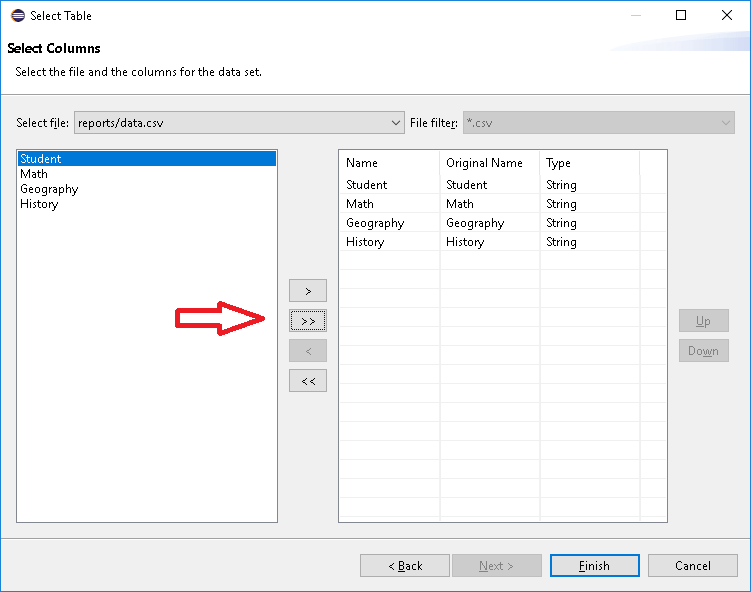 Select Table
Select Columns
Select the file and the columns for the data set.
Select file: reports/data.csv File filter: *.csv
Student
Math
Geography
History
>
>>
<
<<
Name Original Name Type
Student Student String
Math Math String
Geography Geography String
History History String
Up
Down
< Back Next > Finish Cancel